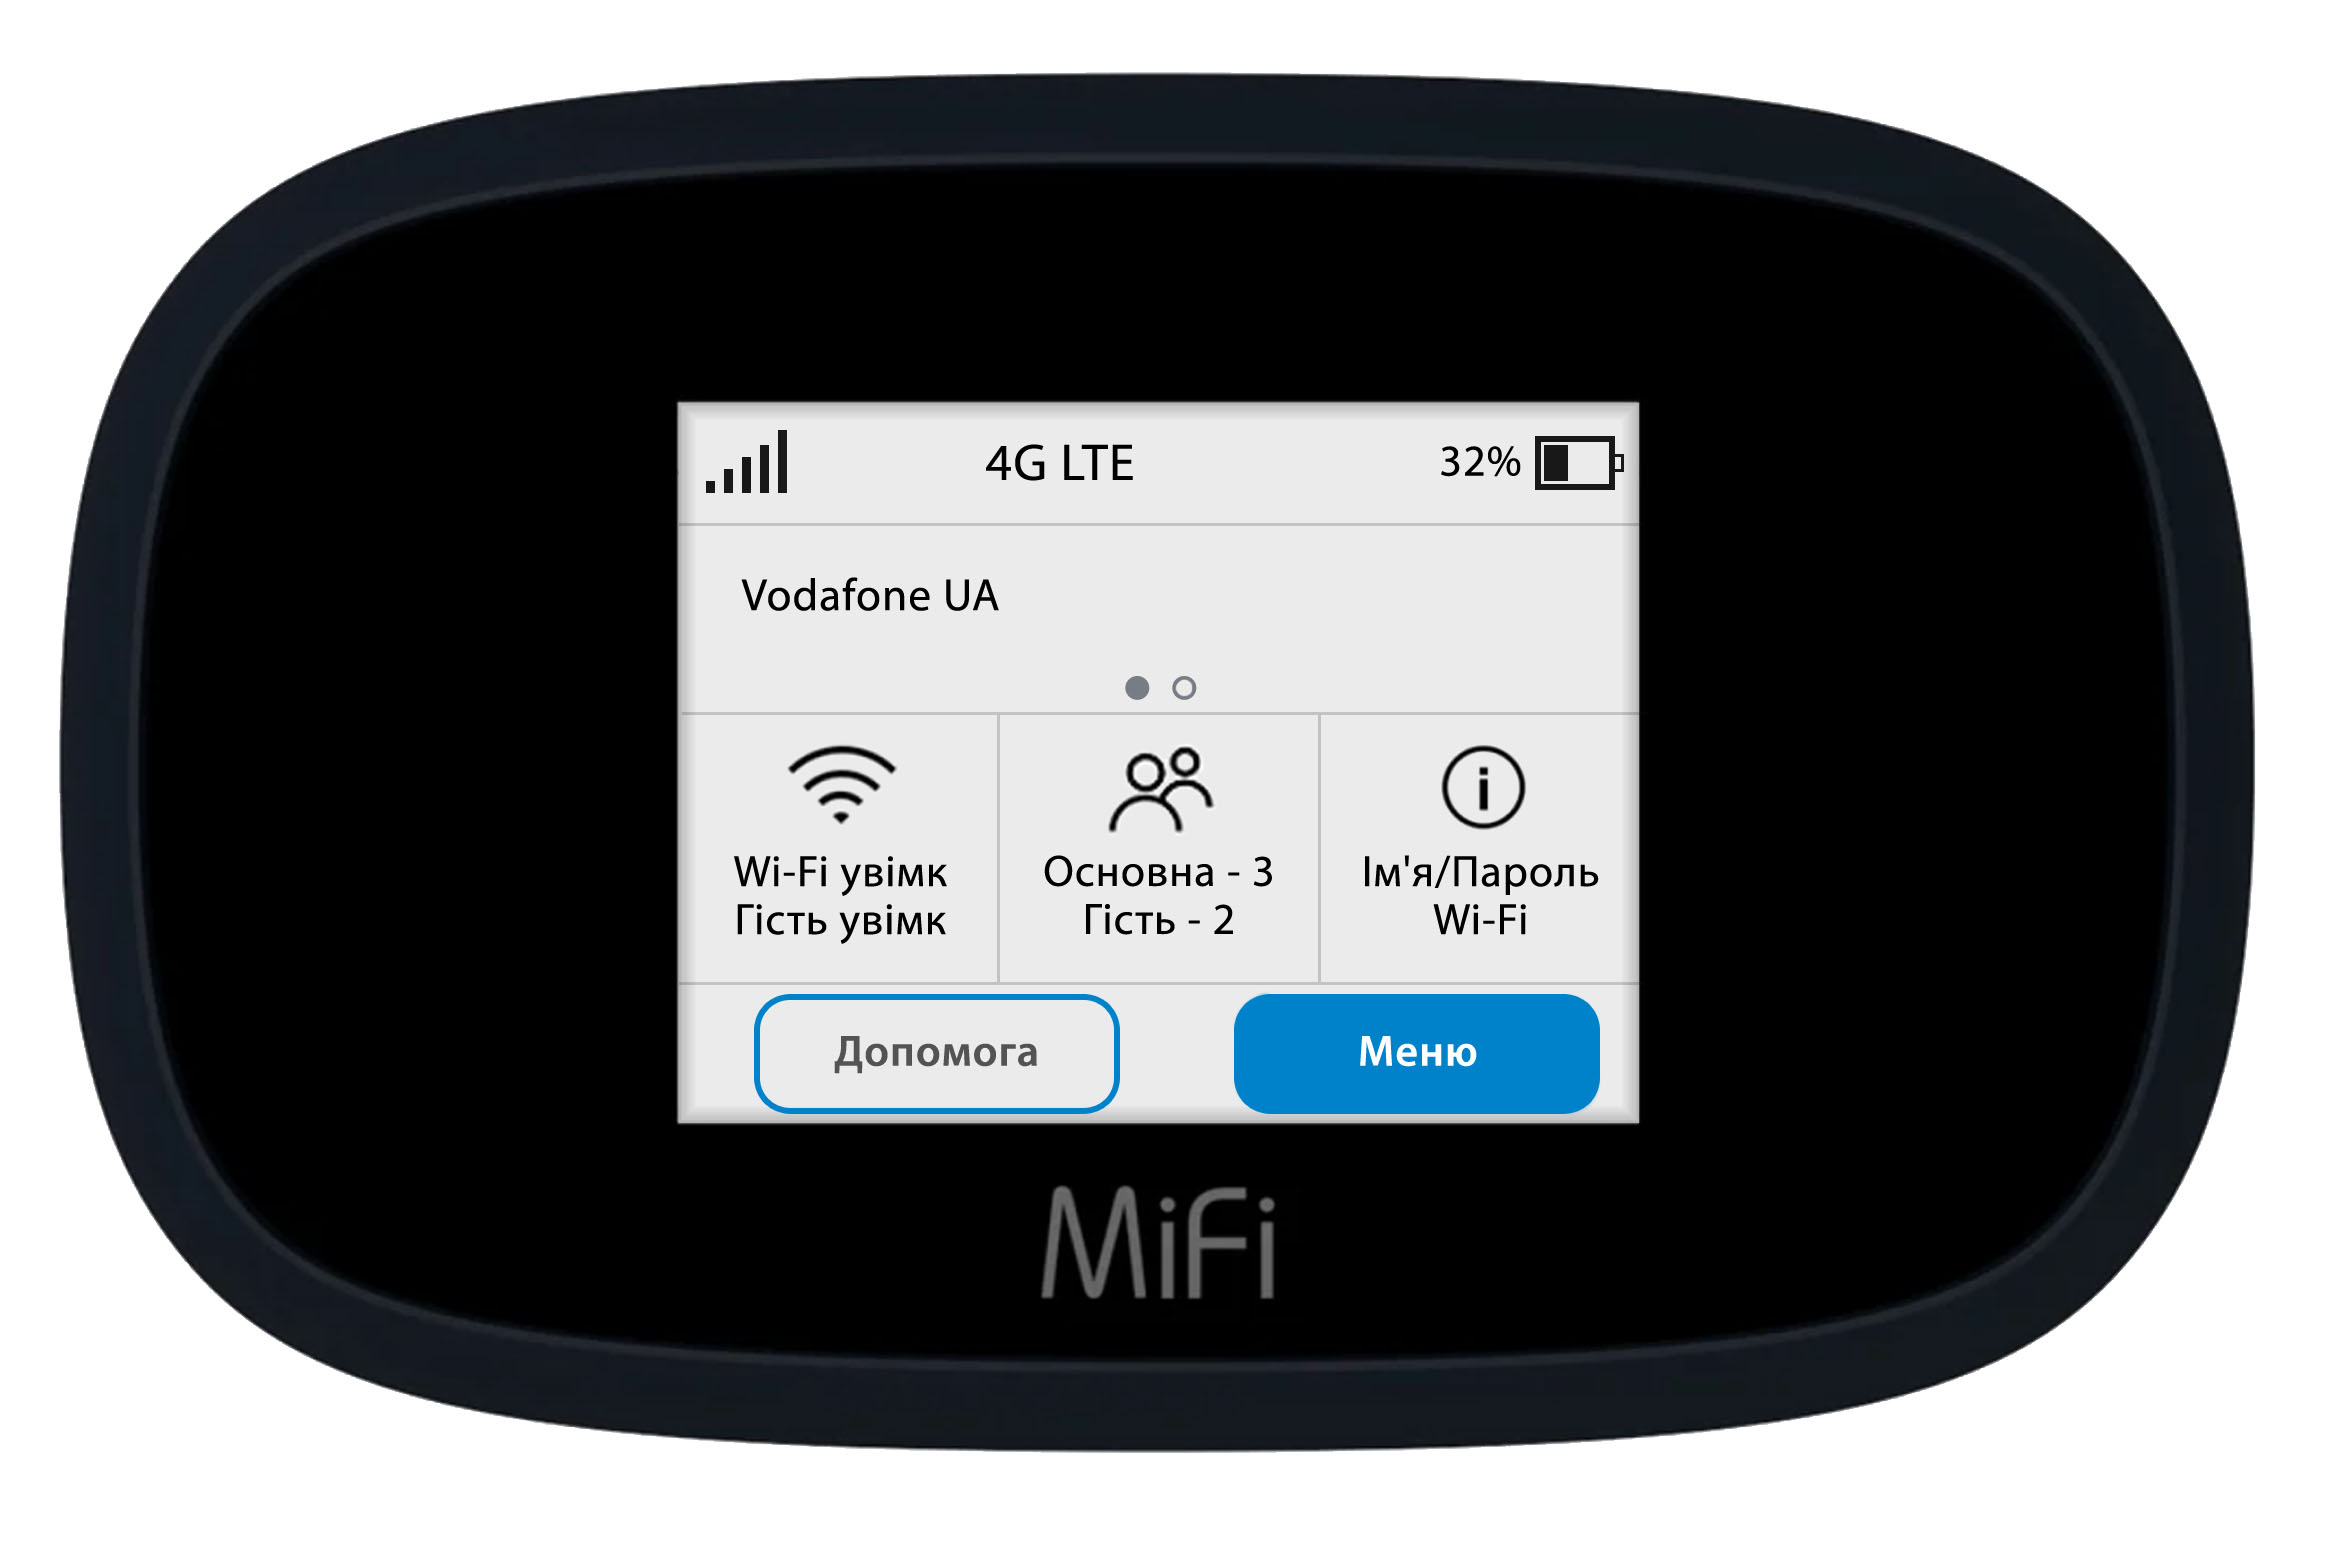 4G LTE
32%
Vodafone UA
Wi-Fi увімк
Гість увімк
Основна - 3
Гість - 2
i
Ім'я/Пароль
Wi-Fi
Допомога
Меню
MiFi